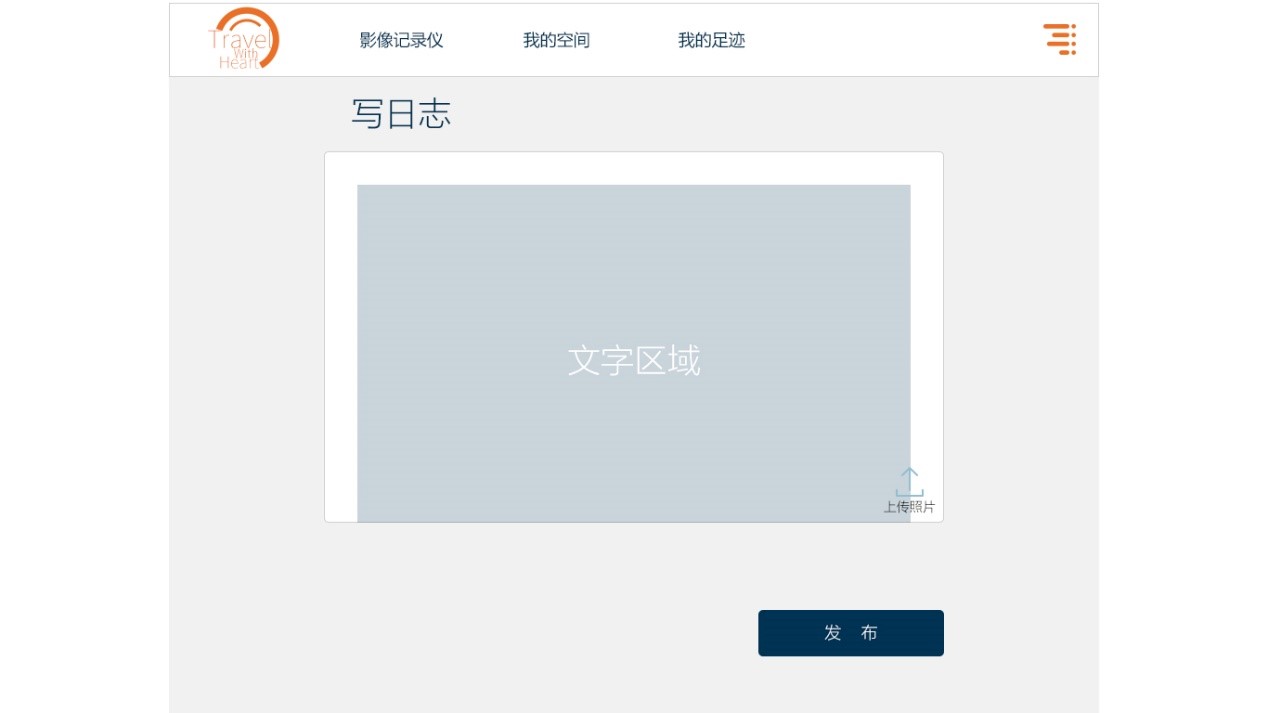 Travel
With
Heart
影像记录仪
我的空间
我的足迹
写日志
文字区域
上传照片
发 布